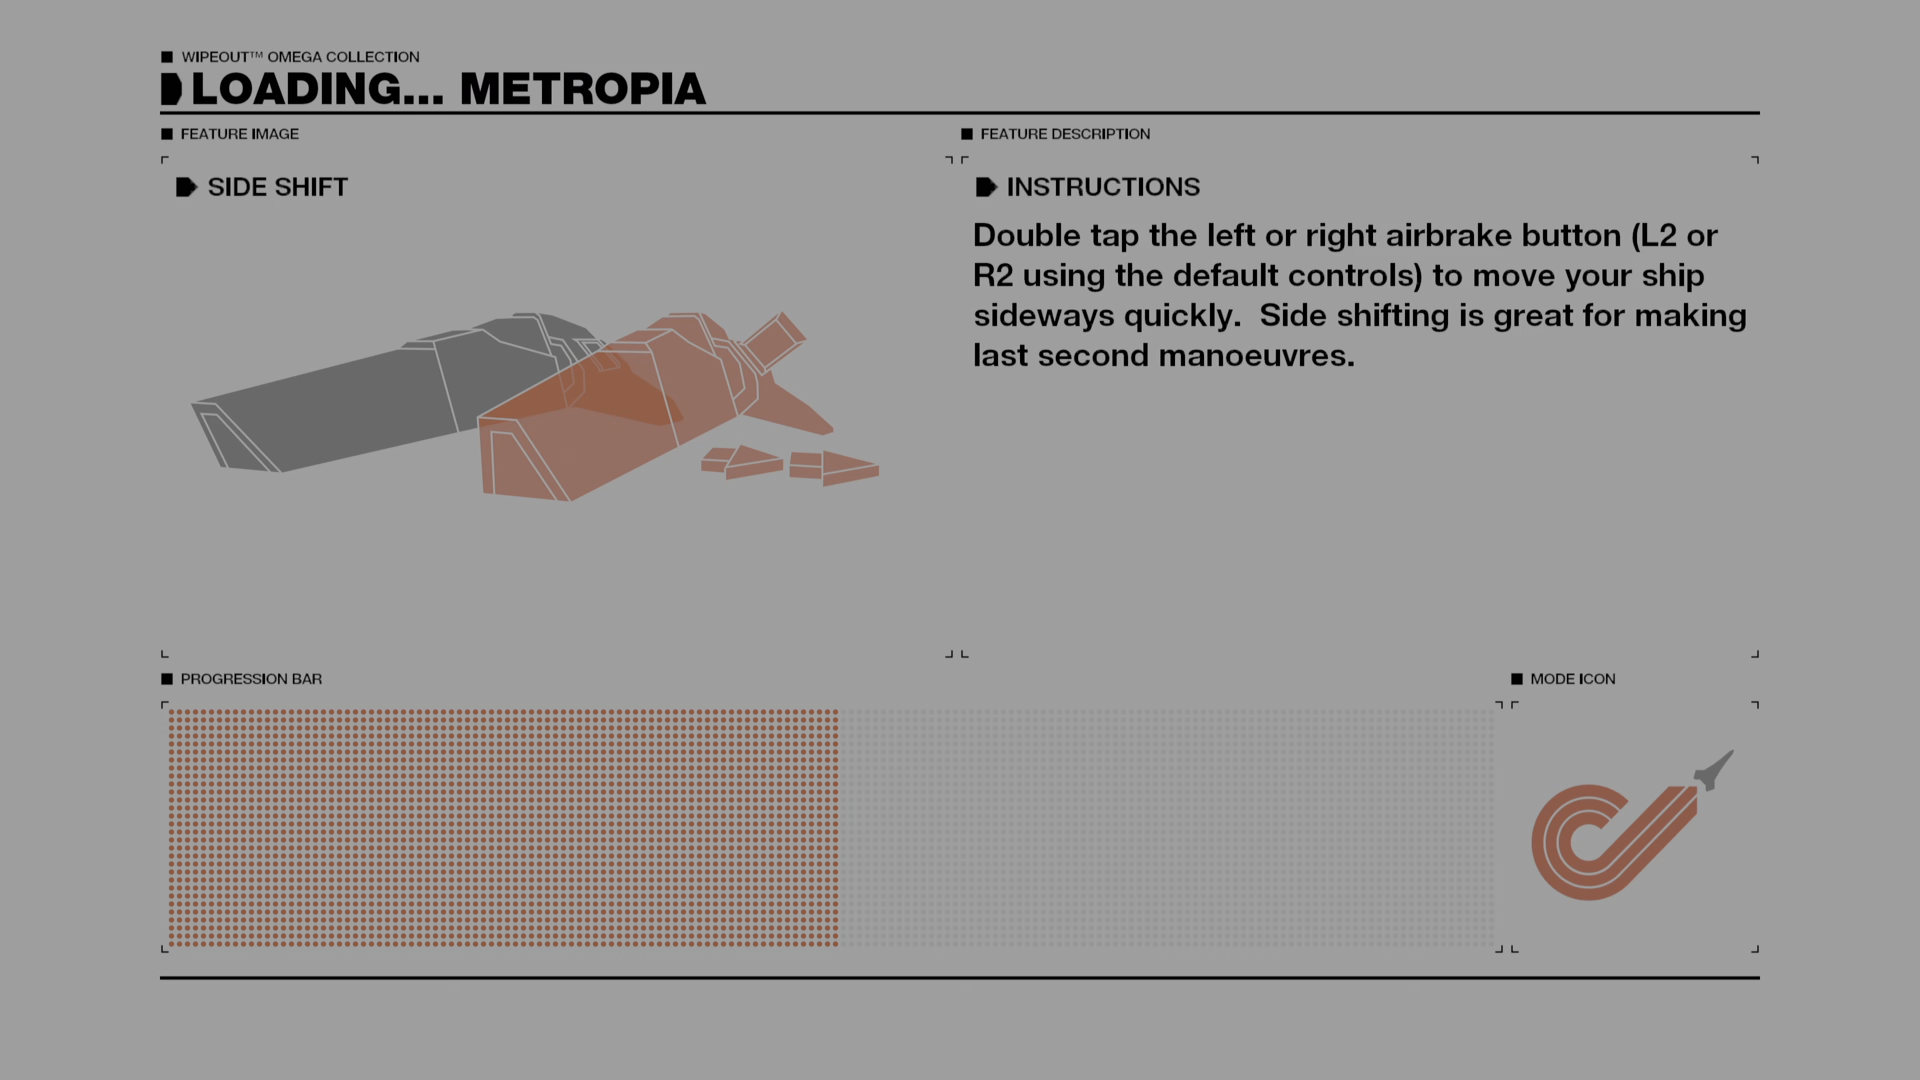 WIPEOUT™ OMEGA COLLECTION
LOADING... METROPIA
FEATURE IMAGE
SIDE SHIFT
FEATURE DESCRIPTION
INSTRUCTIONS
Double tap the left or right airbrake button (L2 or
R2 using the default controls) to move your ship
sideways quickly.  Side shifting is great for making
last second manoeuvres.
PROGRESSION BAR
MODE ICON